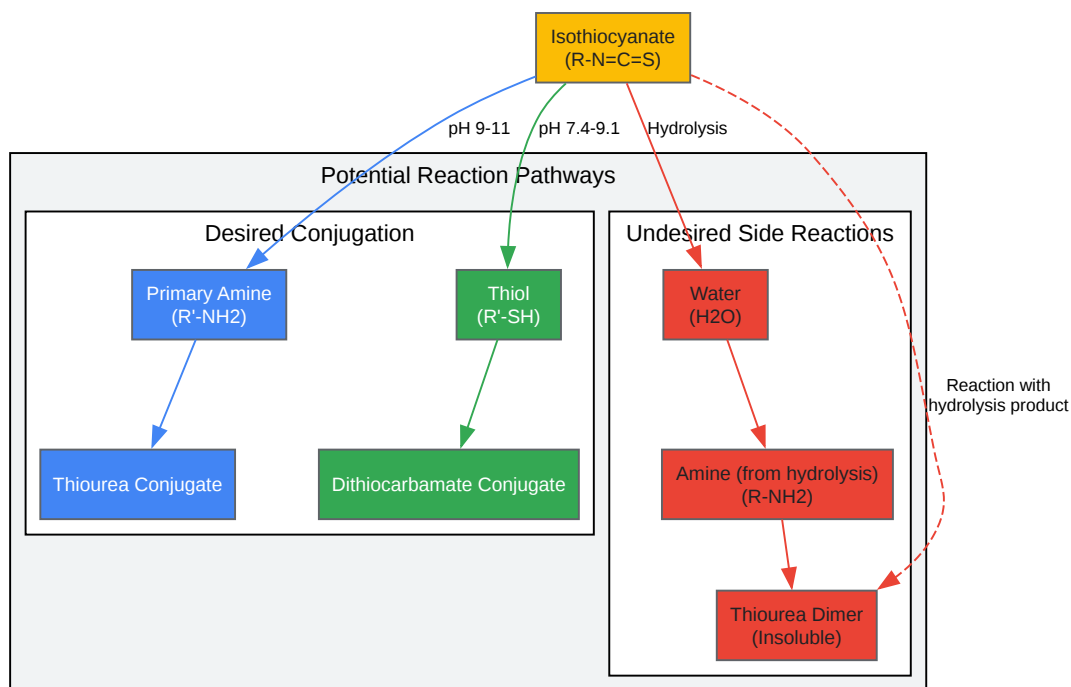 Isothiocyanate
(R-N=C=S)
pH 9-11
pH 7.4-9.1
Hydrolysis
Potential Reaction Pathways
Desired Conjugation
Undesired Side Reactions
Primary Amine
(R'-NH2)
Thiol
(R'-SH)
Water
(H2O)
Reaction with
hydrolysis product
Thiourea Conjugate
Dithiocarbamate Conjugate
Amine (from hydrolysis)
(R-NH2)
Thiourea Dimer
(Insoluble)